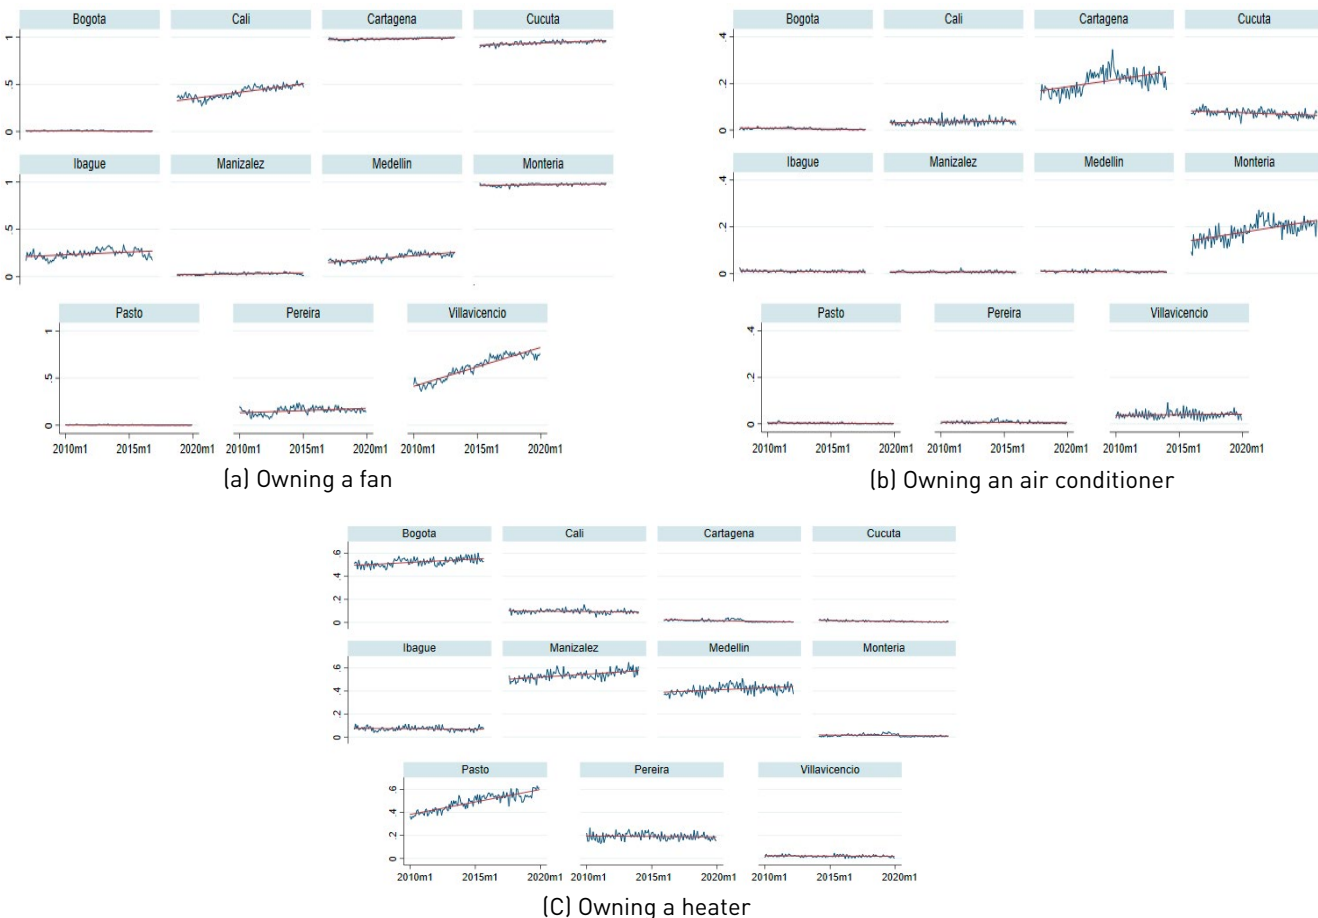 Bogota Cali Cartagena Cucuta
1
.5
0
Ibague Manizalez Medellin Monteria
1
.5
0
Pasto Pereira Villavicencio
1
.5
0
2010m1 2015m1 2020m1 2010m1 2015m1 2020m1 2010m1 2015m1 2020m1
(a) Owning a fan
Bogota Cali Cartagena Cucuta
.4
.2
0
Ibague Manizalez Medellin Monteria
.4
.2
0
Pasto Pereira Villavicencio
.4
.2
0
2010m1 2015m1 2020m1 2010m1 2015m1 2020m1 2010m1 2015m1 2020m1
(b) Owning an air conditioner
Bogota Cali Cartagena Cucuta
.6
.4
.2
0
Ibague Manizalez Medellin Monteria
.6
.4
.2
0
Pasto Pereira Villavicencio
.6
.4
.2
0
2010m1 2015m1 2020m1 2010m1 2015m1 2020m1 2010m1 2015m1 2020m1
(C) Owning a heater